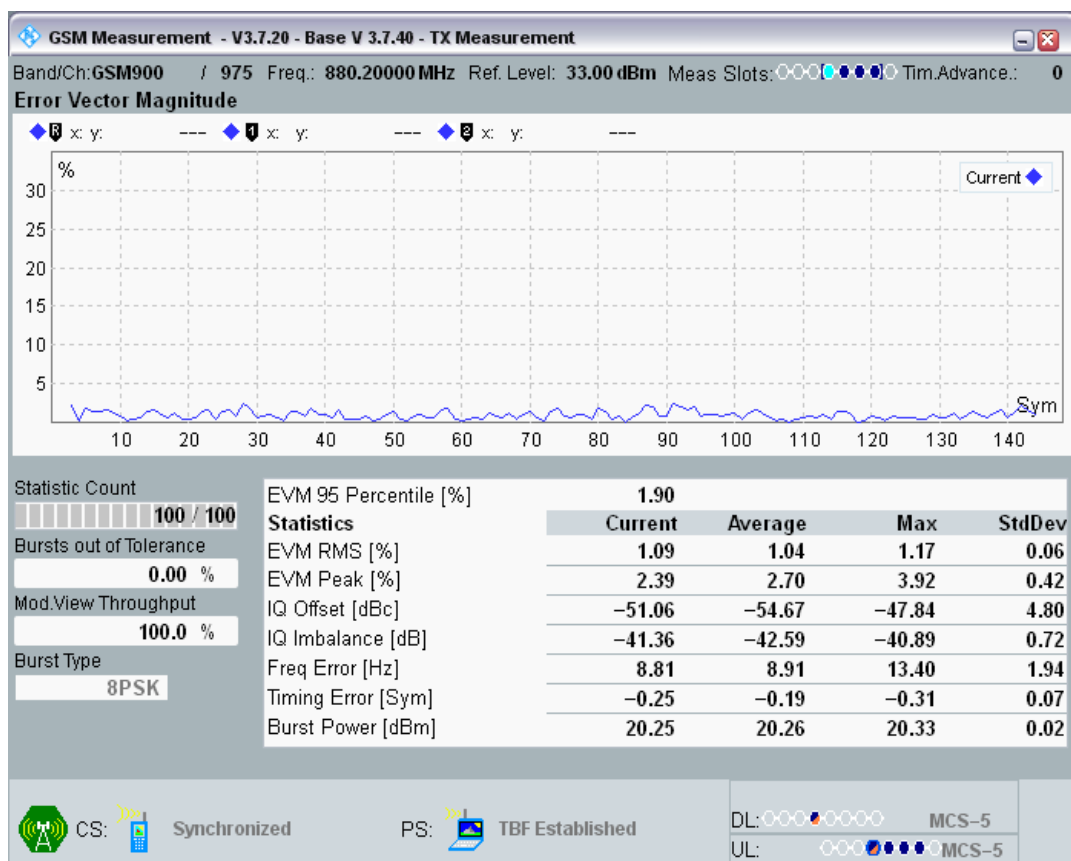 GSM Measurement - V3.7.20 - Base V 3.7.40 - TX Measurement
Band/Ch:GSM900 / 975 Freq.: 880.20000 MHz Ref. Level: 33.00 dBm Meas Slots: Tim.Advance.: 0
Error Vector Magnitude
R x: y: --- 1 x: y: --- 2 x: y: ---
%
Current
30
25
20
15
10
5
Sym
10 20 30 40 50 60 70 80 90 100 110 120 130 140
Statistic Count
100 / 100
Bursts out of Tolerance
0.00 %
Mod.View Throughput
100.0 %
Burst Type
8PSK
EVM 95 Percentile [%] 1.90
Statistics Current Average Max StdDev
EVM RMS [%] 1.09 1.04 1.17 0.06
EVM Peak [%] 2.39 2.70 3.92 0.42
IQ Offset [dBc] −51.06 −54.67 −47.84 4.80
IQ Imbalance [dB] −41.36 −42.59 −40.89 0.72
Freq Error [Hz] 8.81 8.91 13.40 1.94
Timing Error [Sym] −0.25 −0.19 −0.31 0.07
Burst Power [dBm] 20.25 20.26 20.33 0.02
CS: Synchronized PS: TBF Established
DL: MCS−5
UL: MCS−5